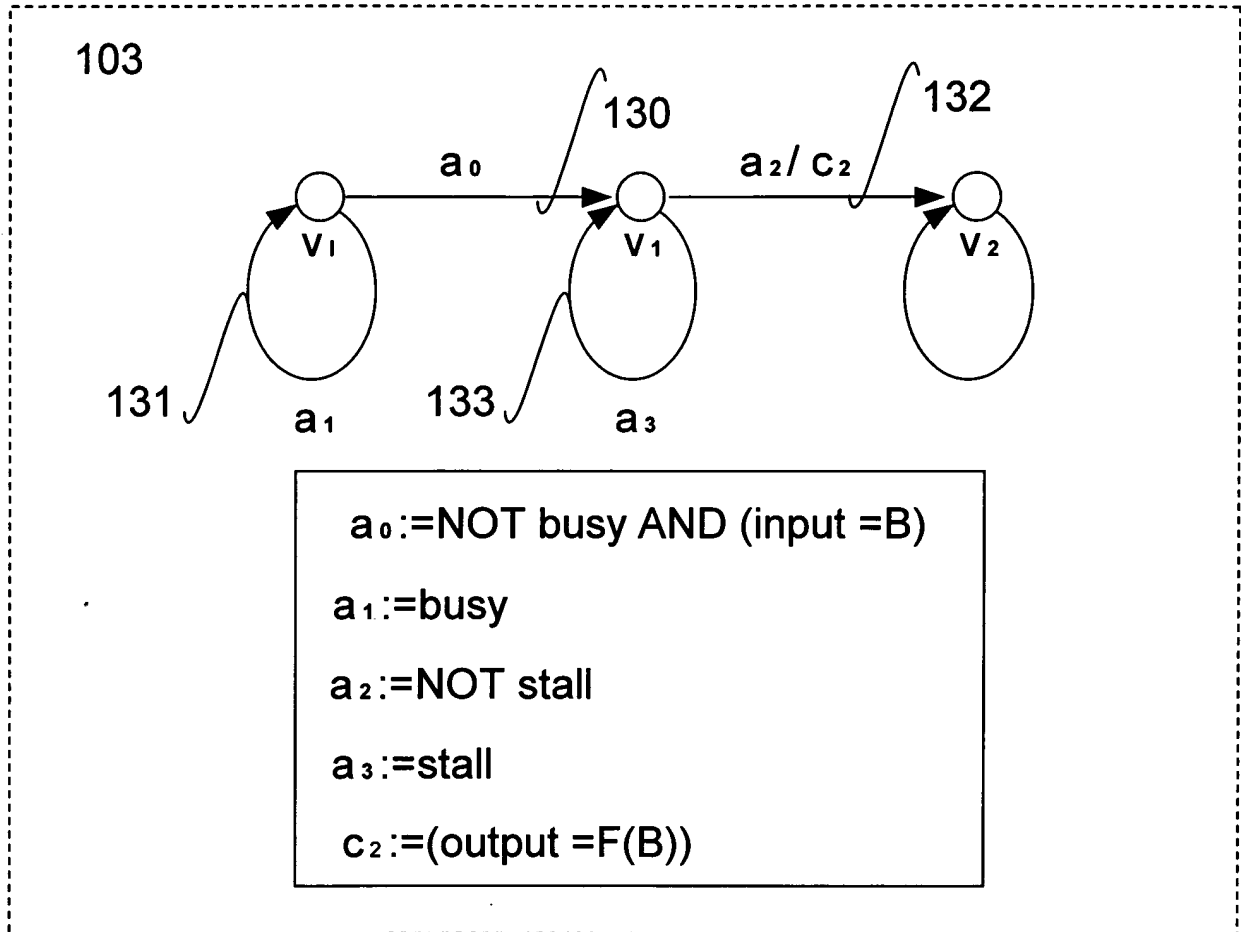 103
130
132
a₀
a₂/ c₂
vI
v₁
v₂
131
133
a₁
a₃
a₀:=NOT busy AND (input =B)
a₁:=busy
a₂:=NOT stall
a₃:=stall
c₂:=(output =F(B))